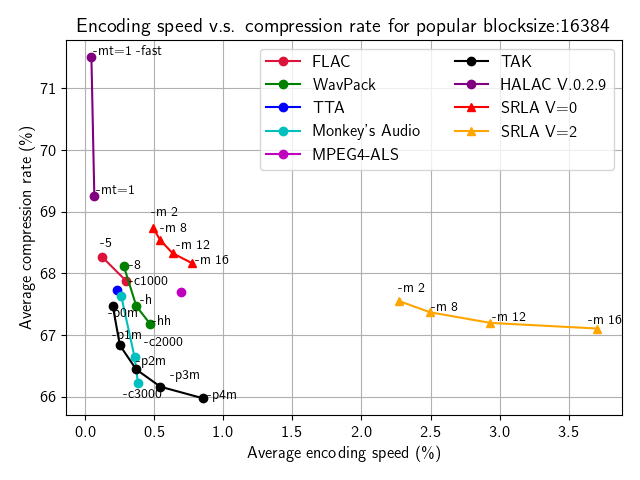 Encoding speed v.s. compression rate for popular blocksize:16384
Average compression rate (%)
71
70
69
68
67
66
FLAC
WavPack
TTA
Monkey's Audio
MPEG4-ALS
TAK
HALAC V.0.2.9
SRLA V=0
SRLA V=2
-mt=1 -fast
-mt=1
-m 2
-m 8
-m 12
-m 16
-5
-8
-8
-c1000
-h
-hh
-p0m
-p1m
-c2000
-p2m
-p3m
-c3000
-p4m
-m 2
-m 8
-m 12
-m 16
0.0
0.5
1.0
1.5
2.0
2.5
3.0
3.5
Average encoding speed (%)